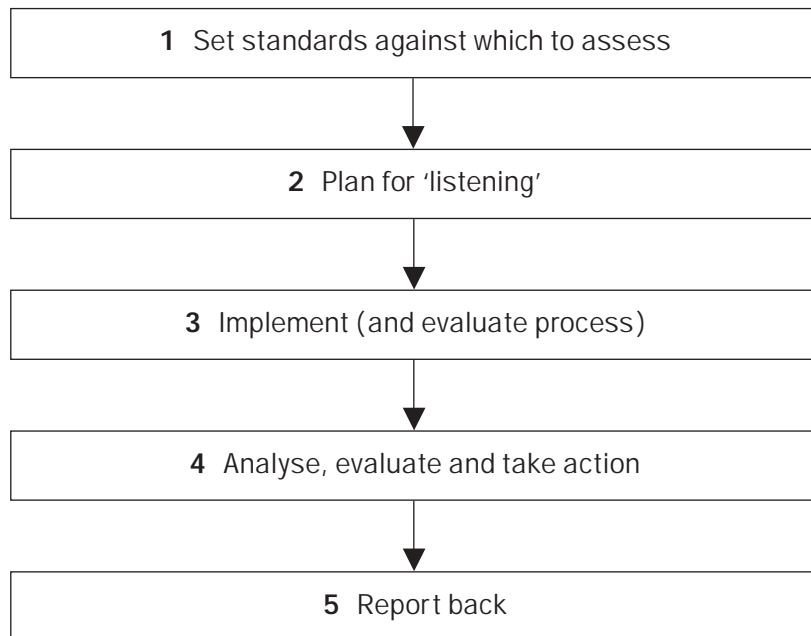 1 Set standards against which to assess
2 Plan for ‘listening’
3 Implement (and evaluate process)
4 Analyse, evaluate and take action
5 Report back